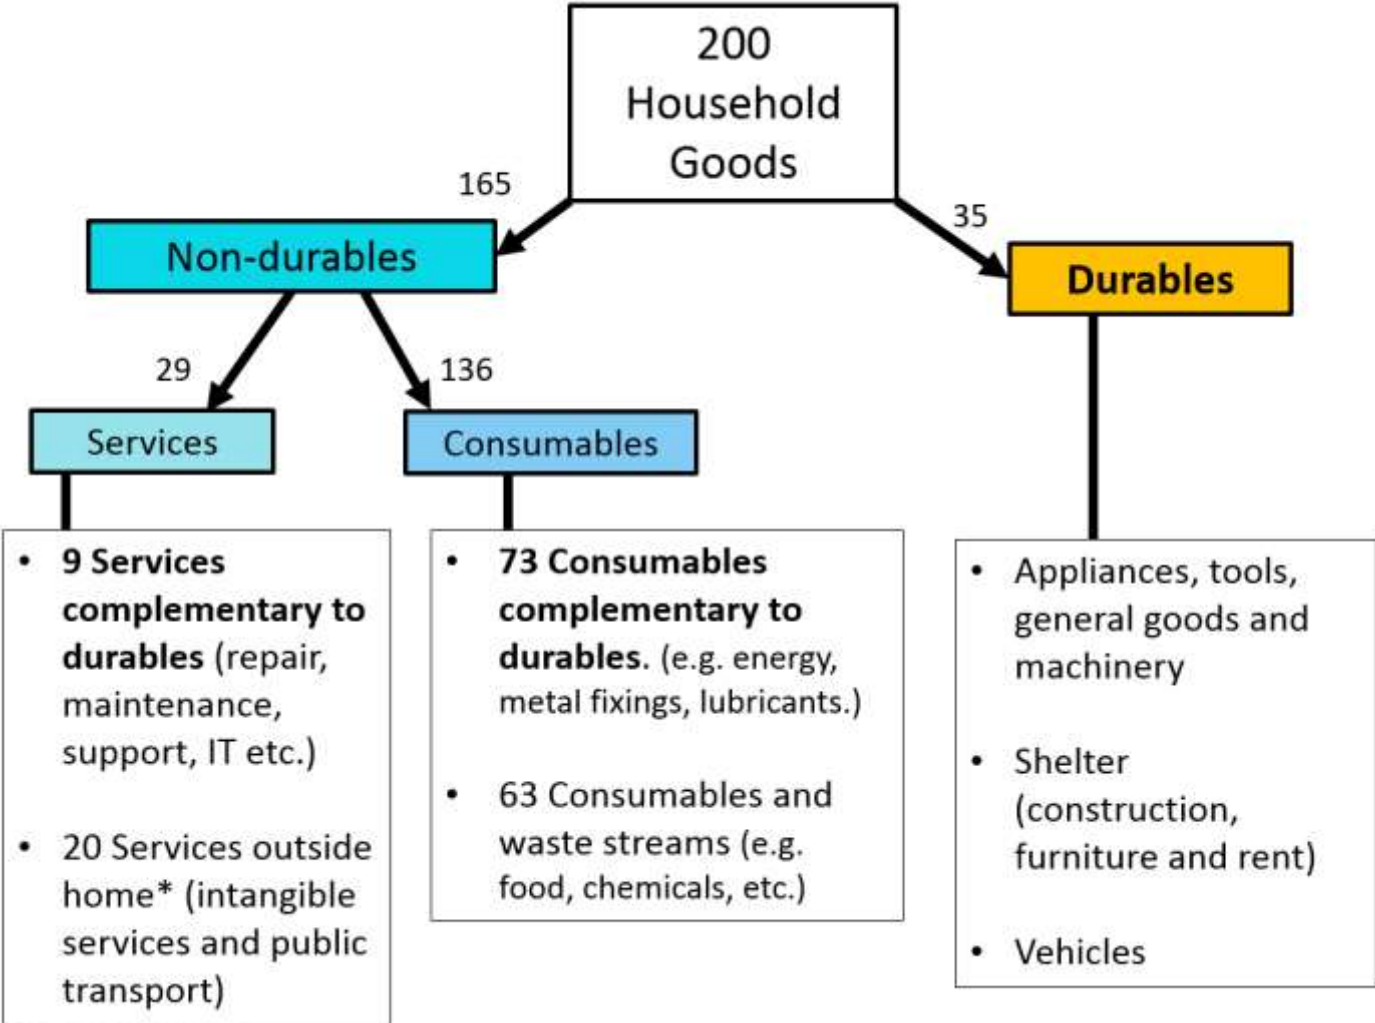 200
Household
Goods
165
35
Non-durables
Durables
29
136
Services
Consumables
• 9 Services
complementary to
durables (repair,
maintenance,
support, IT etc.)
• 20 Services outside
home* (intangible
services and public
transport)
• 73 Consumables
complementary to
durables. (e.g. energy,
metal fixings, lubricants.)
• 63 Consumables and
waste streams (e.g.
food, chemicals, etc.)
• Appliances, tools,
general goods and
machinery
• Shelter
(construction,
furniture and rent)
• Vehicles